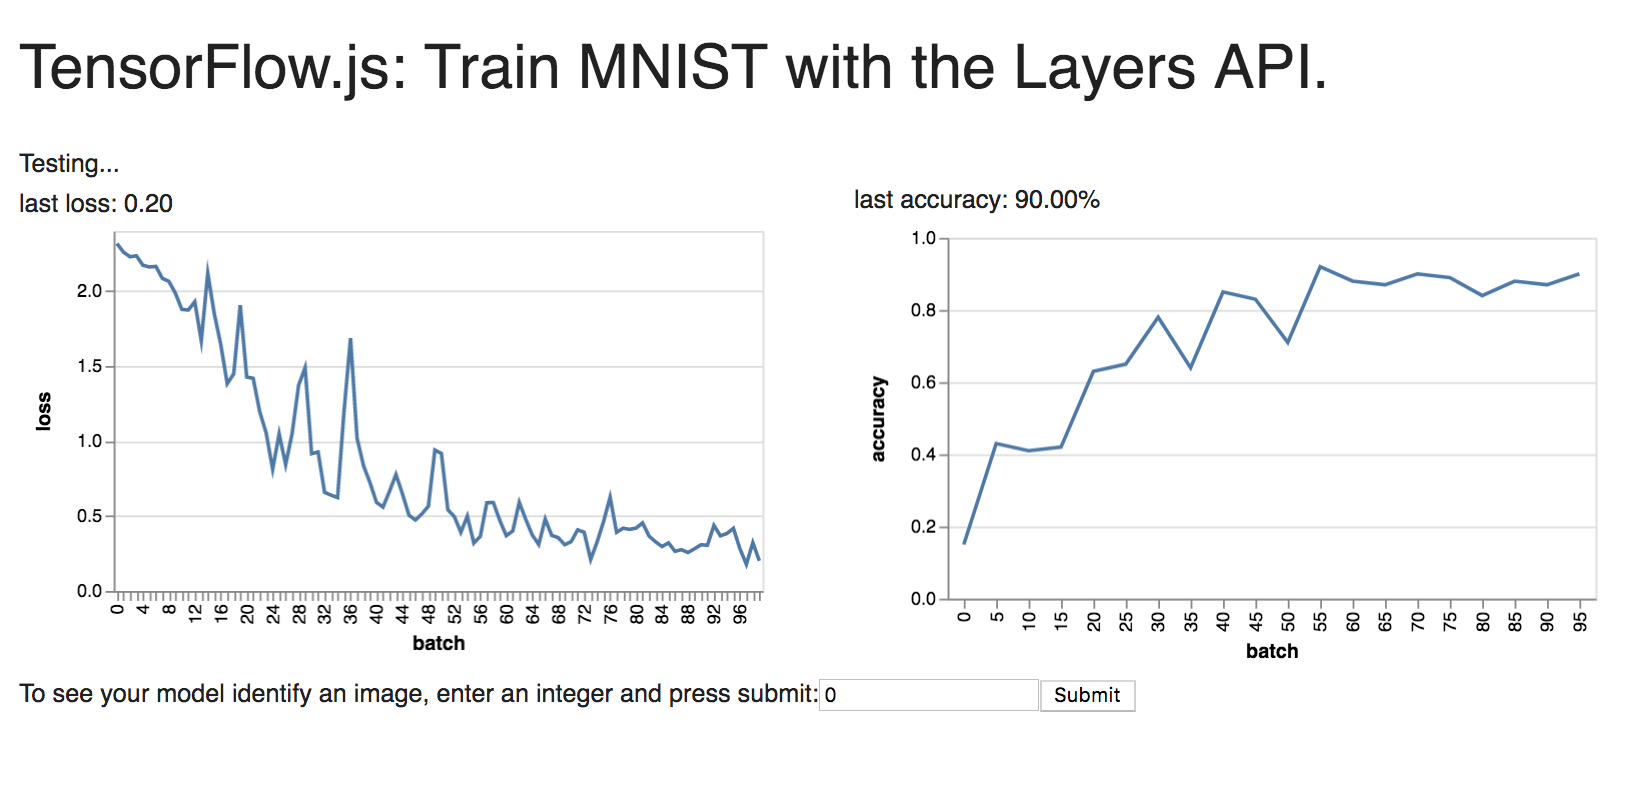 TensorFlow.js: Train MNIST with the Layers API.
Testing...
last loss: 0.20
last accuracy: 90.00%
loss
2.0
1.5
1.0
0.5
0.0
0 4 8 12 16 20 24 28 32 36 40 44 48 52 56 60 64 68 72 76 80 84 88 92 96
batch
accuracy
1.0
0.8
0.6
0.4
0.2
0.0
0 5 10 15 20 25 30 35 40 45 50 55 60 65 70 75 80 85 90 95
batch
To see your model identify an image, enter an integer and press submit: 0 Submit